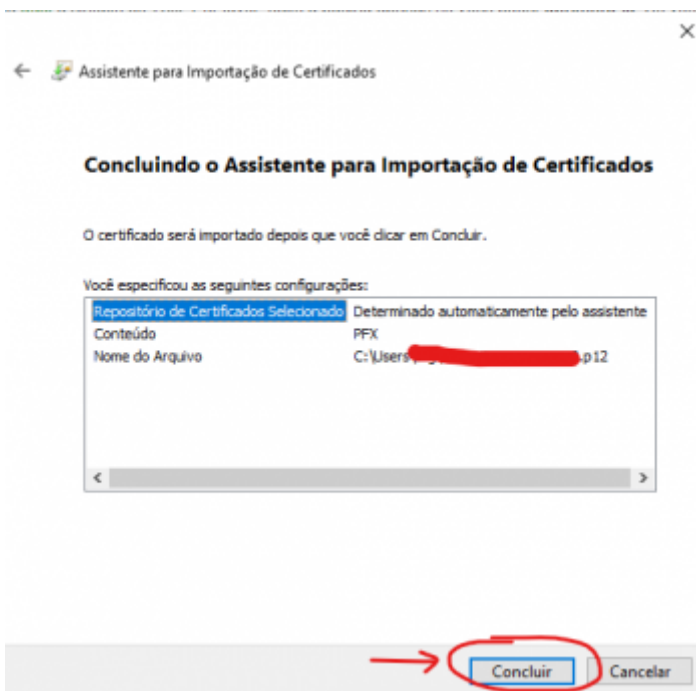 Assistente para Importação de Certificados
Concluindo o Assistente para Importação de Certificados
O certificado será importado depois que você clicar em Concluir.
Você especificou as seguintes configurações:
Repositório de Certificados Selecionado Determinado automaticamente pelo assistente
Conteúdo PFX
Nome do Arquivo C:\Users .p12
Concluir Cancelar